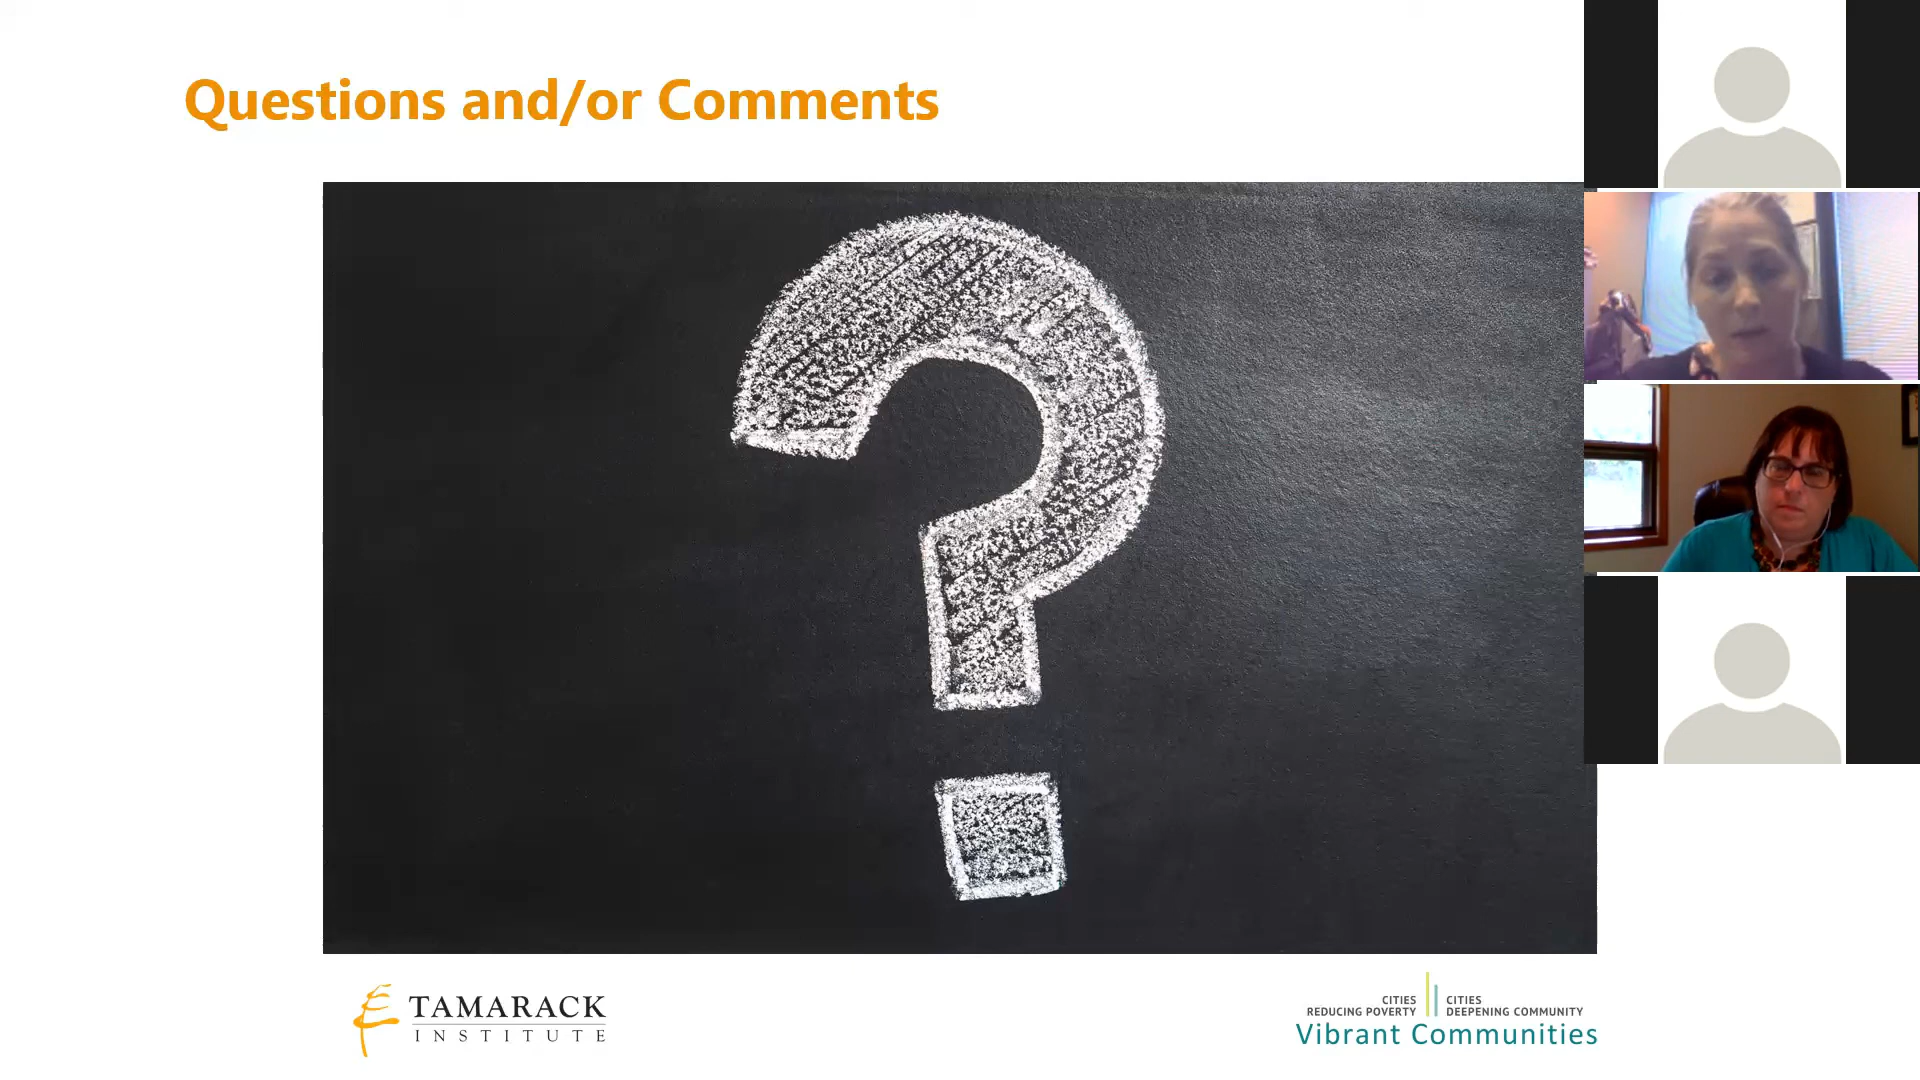 Questions and/or Comments
?
TAMARACK
INSTITUTE
CITIES
REDUCING POVERTY
CITIES
DEEPENING COMMUNITY
Vibrant Communities